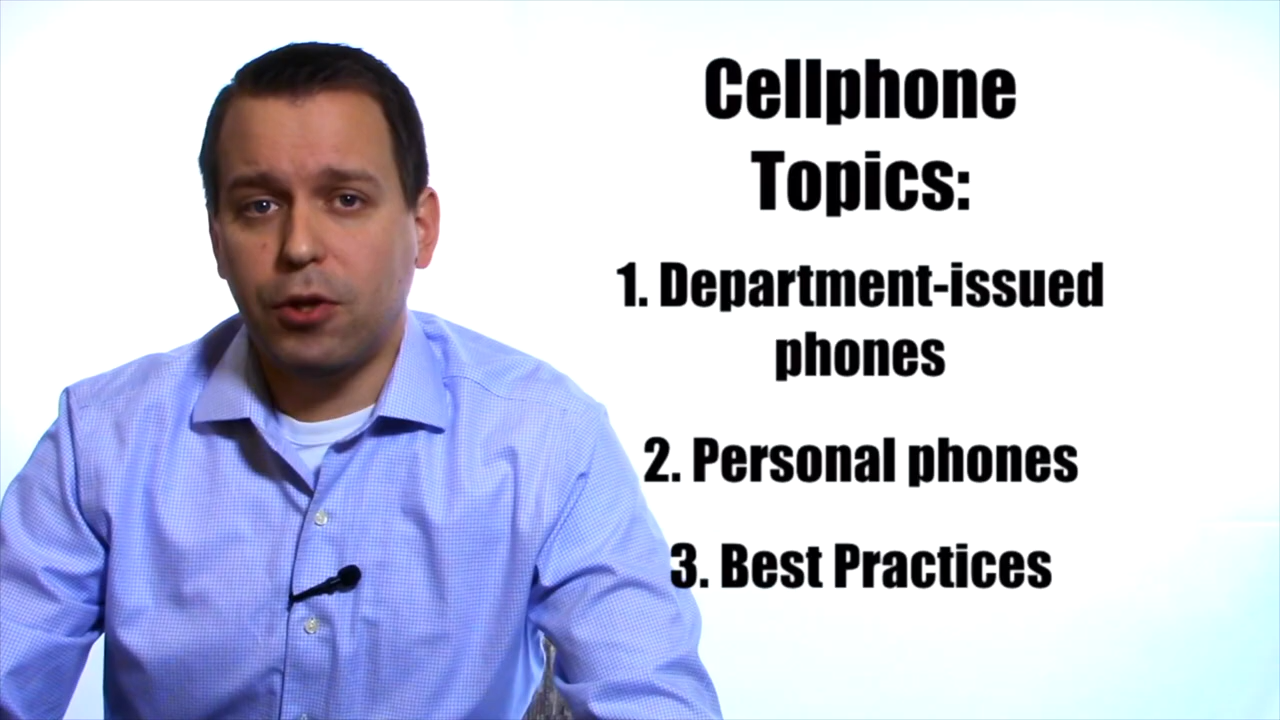 Cellphone
Topics:
1. Department-issued
phones
2. Personal phones
3. Best Practices